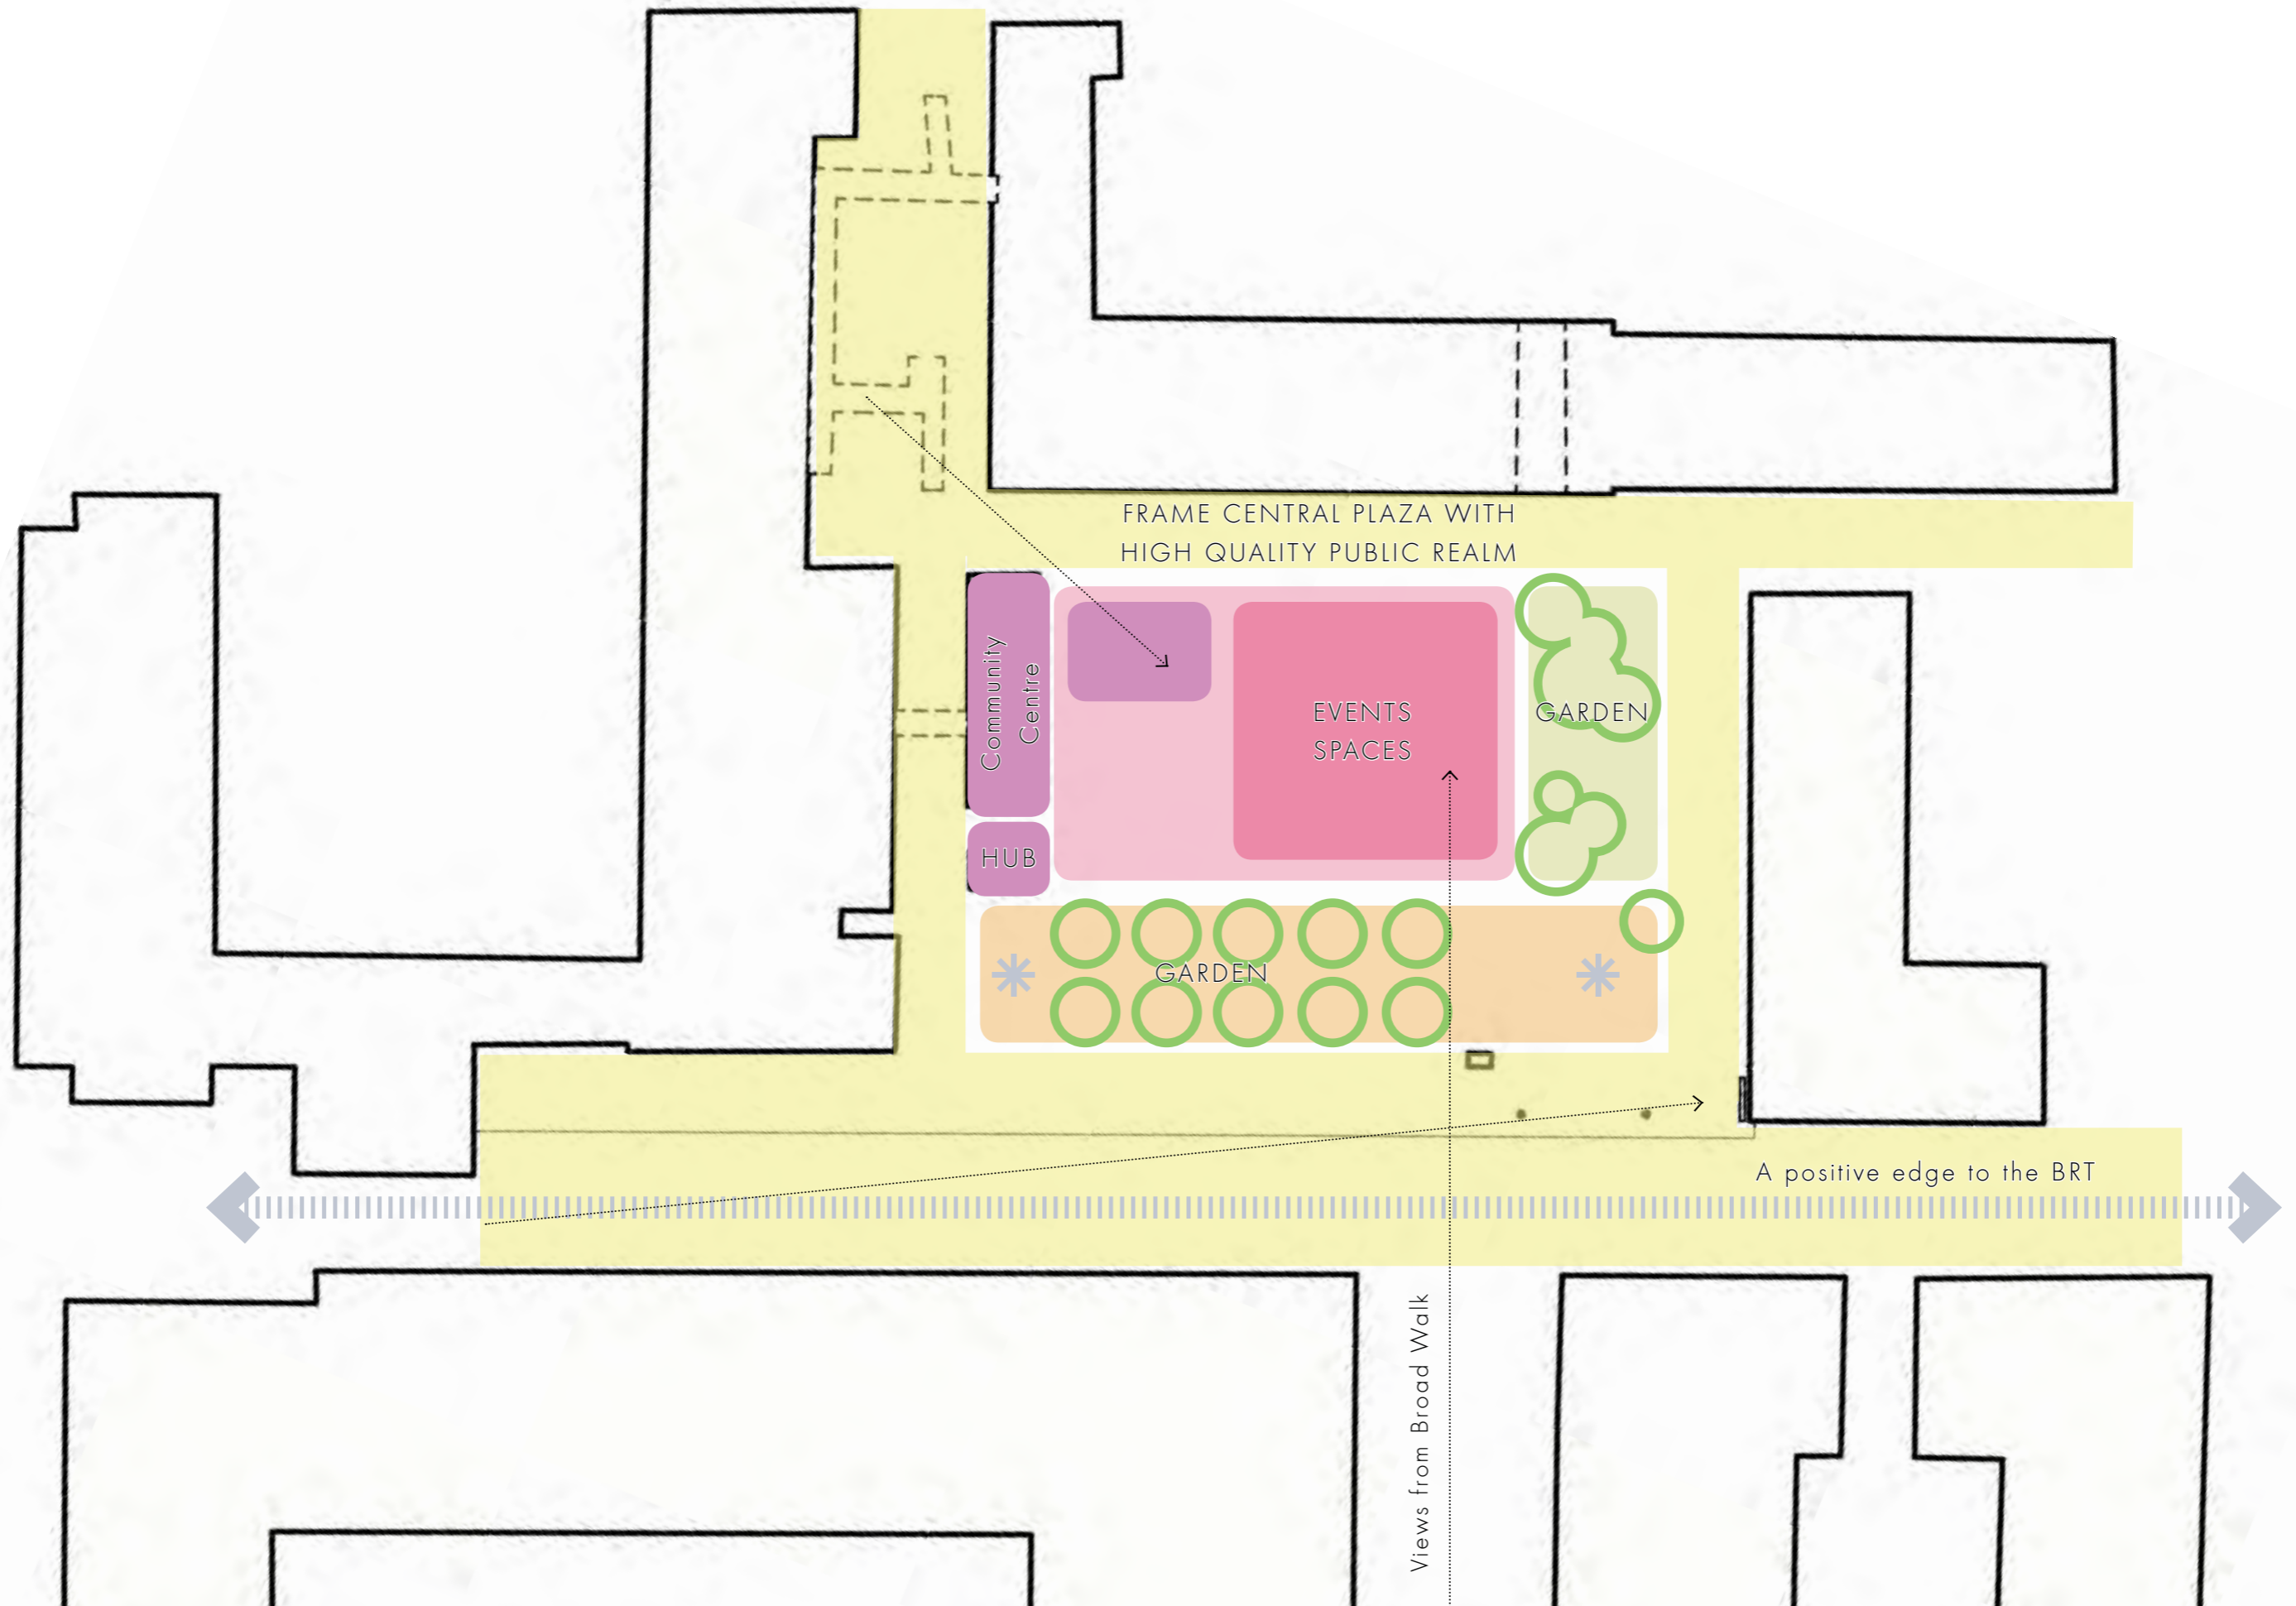 FRAME CENTRAL PLAZA WITH
HIGH QUALITY PUBLIC REALM
Community
Centre
EVENTS
SPACES
GARDEN
HUB
GARDEN
A positive edge to the BRT
Views from Broad Walk